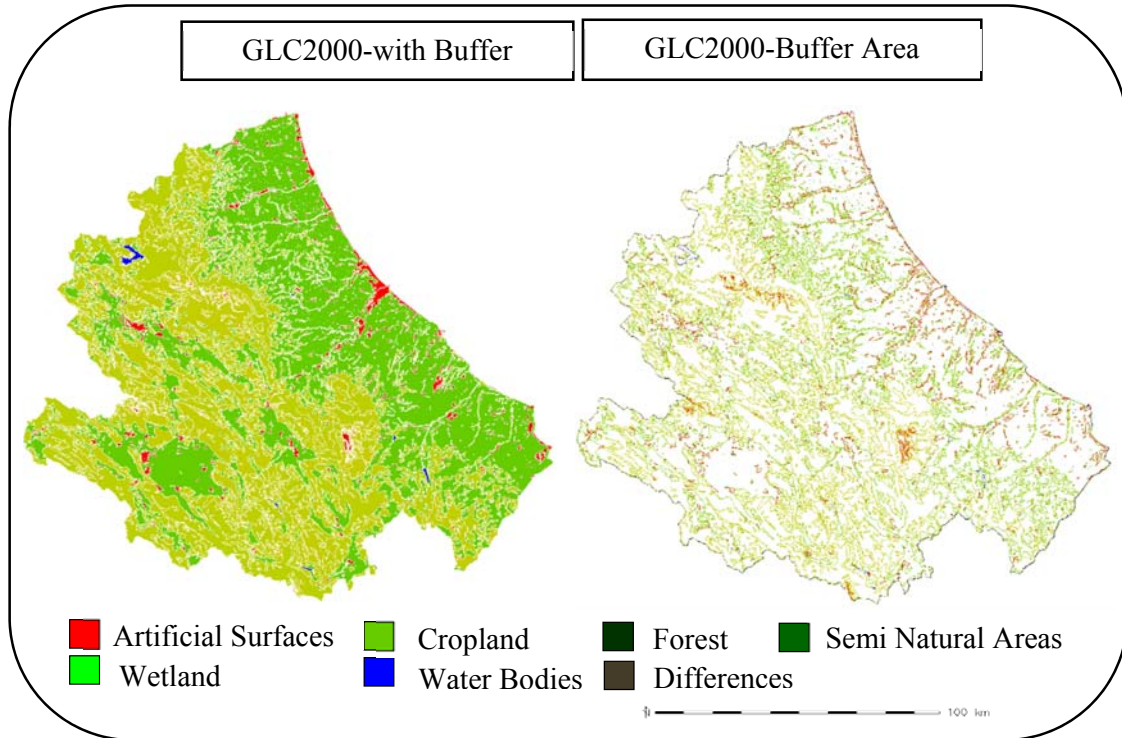 GLC2000-with Buffer
GLC2000-Buffer Area
Artificial Surfaces
Cropland
Forest
Semi Natural Areas
Wetland
Water Bodies
Differences
100 km